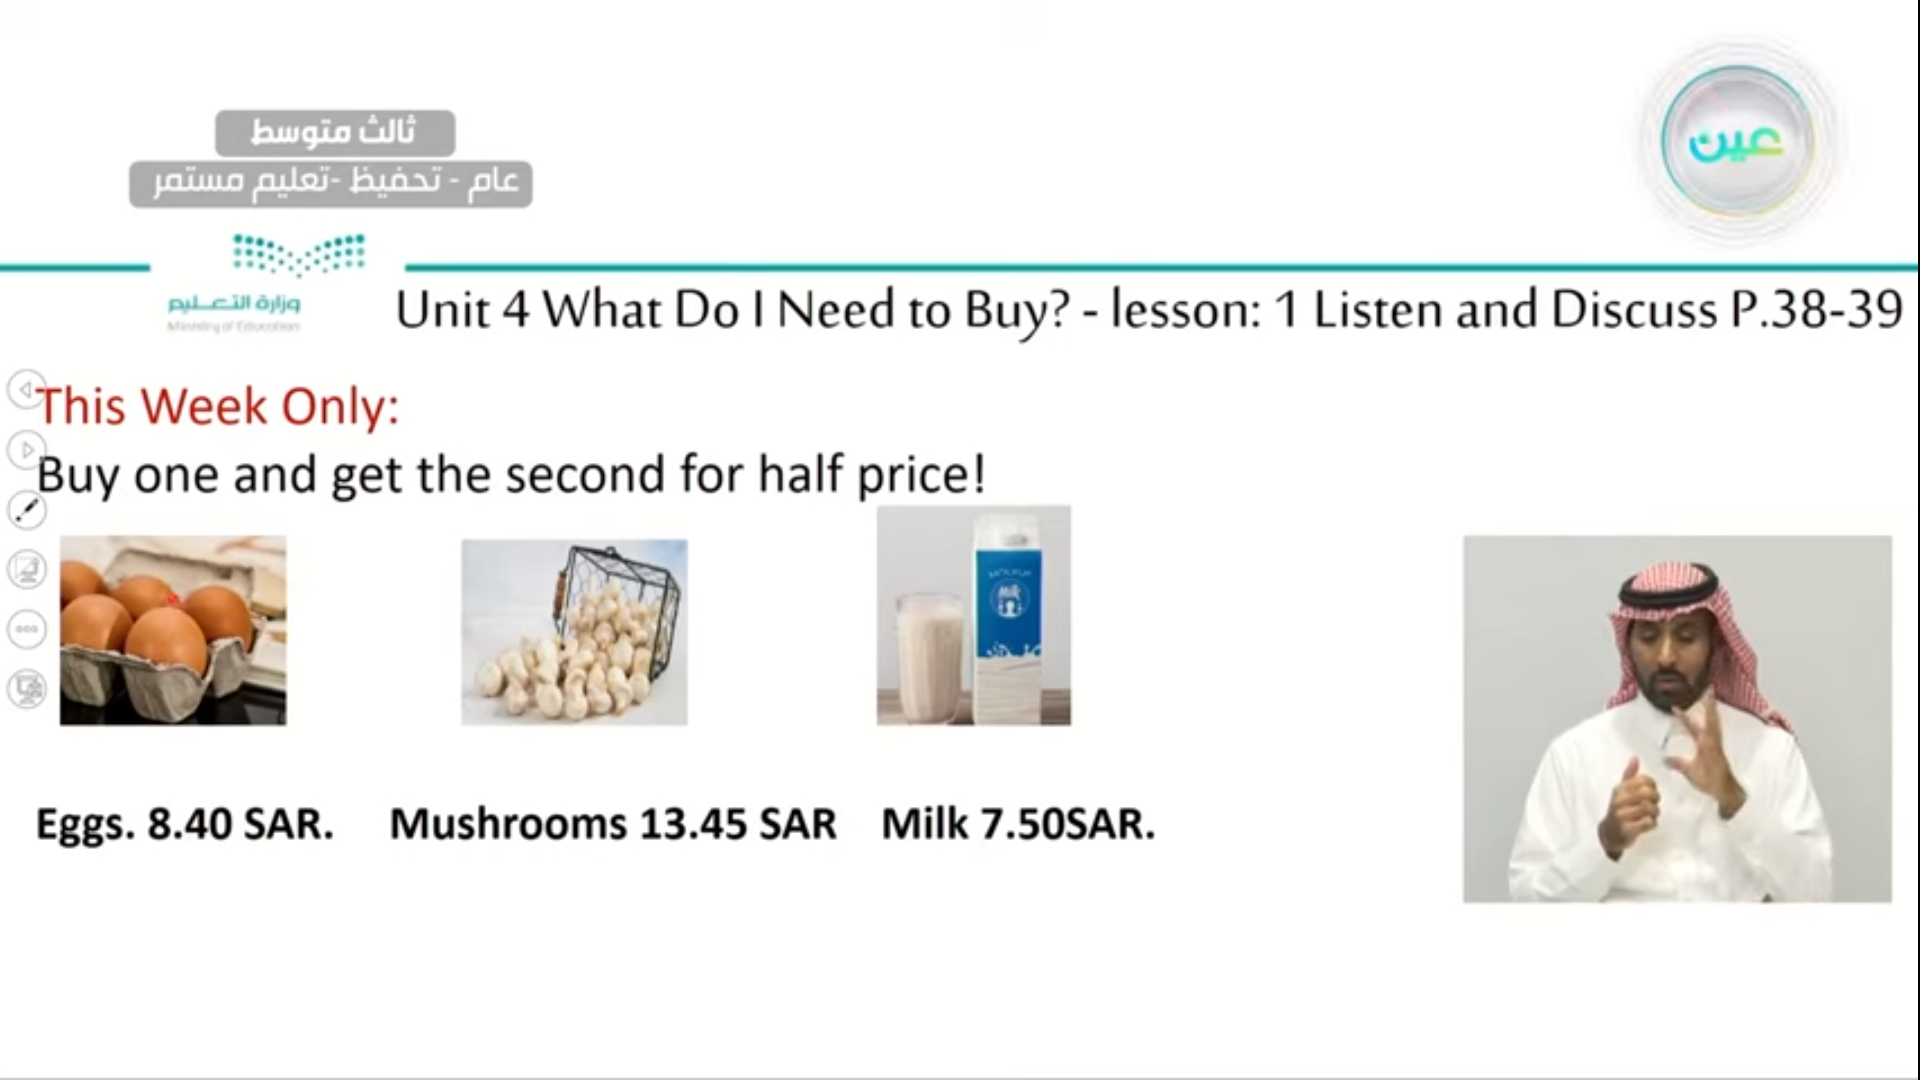 ثالث متوسط
عام - تحفيظ -تعليم مستمر
عين
وزارة التعليم
Ministry of Education
Unit 4 What Do I Need to Buy? - lesson: 1 Listen and Discuss P.38-39
This Week Only:
Buy one and get the second for half price!
Milk
Eggs. 8.40 SAR. Mushrooms 13.45 SAR Milk 7.50SAR.